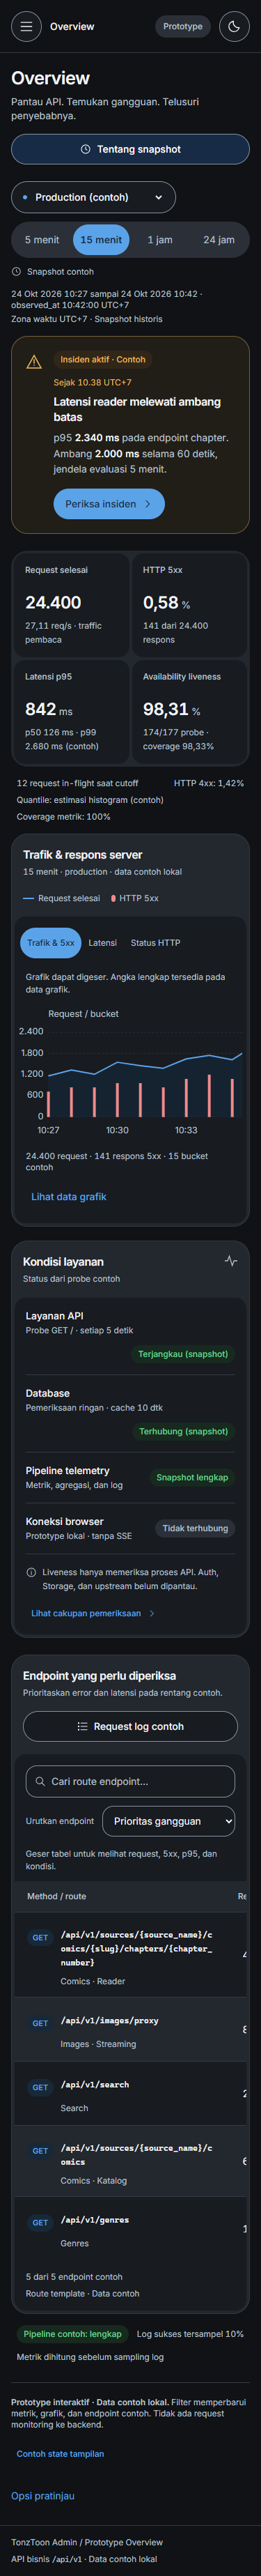 Overview
Prototype
Overview
Pantau API. Temukan gangguan. Telusuri
penyebabnya.
Tentang snapshot
Production (contoh)
5 menit
15 menit
1 jam
24 jam
Snapshot contoh
24 Okt 2026 10:27 sampai 24 Okt 2026 10:42 ·
observed_at 10:42:00 UTC+7
Zona waktu UTC+7 · Snapshot historis
Insiden aktif · Contoh
Sejak 10.38 UTC+7
Latensi reader melewati ambang
batas
p95 2.340 ms pada endpoint chapter.
Ambang 2.000 ms selama 60 detik,
jendela evaluasi 5 menit.
Periksa insiden
Request selesai
24.400
27,11 req/s · traffic
pembaca
HTTP 5xx
0,58 %
141 dari 24.400
respons
Latensi p95
842 ms
p50 126 ms · p99
2.680 ms (contoh)
Availability liveness
98,31 %
174/177 probe ·
coverage 98,33%
12 request in-flight saat cutoff
HTTP 4xx: 1,42%
Quantile: estimasi histogram (contoh)
Coverage metrik: 100%
Trafik & respons server
15 menit · production · data contoh lokal
Request selesai
HTTP 5xx
Trafik & 5xx
Latensi
Status HTTP
Grafik dapat digeser. Angka lengkap tersedia pada
data grafik.
Request / bucket
2.400
1.800
1.200
600
0
10:27
10:30
10:33
24.400 request · 141 respons 5xx · 15 bucket
contoh
Lihat data grafik
Kondisi layanan
Status dari probe contoh
Layanan API
Probe GET / · setiap 5 detik
Terjangkau (snapshot)
Database
Pemeriksaan ringan · cache 10 dtk
Terhubung (snapshot)
Pipeline telemetry
Metrik, agregasi, dan log
Snapshot lengkap
Koneksi browser
Prototype lokal · tanpa SSE
Tidak terhubung
Liveness hanya memeriksa proses API. Auth,
Storage, dan upstream belum dipantau.
Lihat cakupan pemeriksaan
Endpoint yang perlu diperiksa
Prioritaskan error dan latensi pada rentang contoh.
Request log contoh
Cari route endpoint...
Urutkan endpoint
Prioritas gangguan
Geser tabel untuk melihat request, 5xx, p95, dan
kondisi.
Method / route
Re
GET
/api/v1/sources/{source_name}/c
omics/{slug}/chapters/{chapter_
number}
Comics · Reader
4
GET
/api/v1/images/proxy
Images · Streaming
8
GET
/api/v1/search
Search
2
GET
/api/v1/sources/{source_name}/c
omics
Comics · Katalog
6
GET
/api/v1/genres
Genres
1
5 dari 5 endpoint contoh
Route template · Data contoh
Pipeline contoh: lengkap
Log sukses tersampel 10%
Metrik dihitung sebelum sampling log
Prototype interaktif · Data contoh lokal. Filter memperbarui
metrik, grafik, dan endpoint contoh. Tidak ada request
monitoring ke backend.
Contoh state tampilan
Opsi pratinjau
TonzToon Admin / Prototype Overview
API bisnis /api/v1 · Data contoh lokal